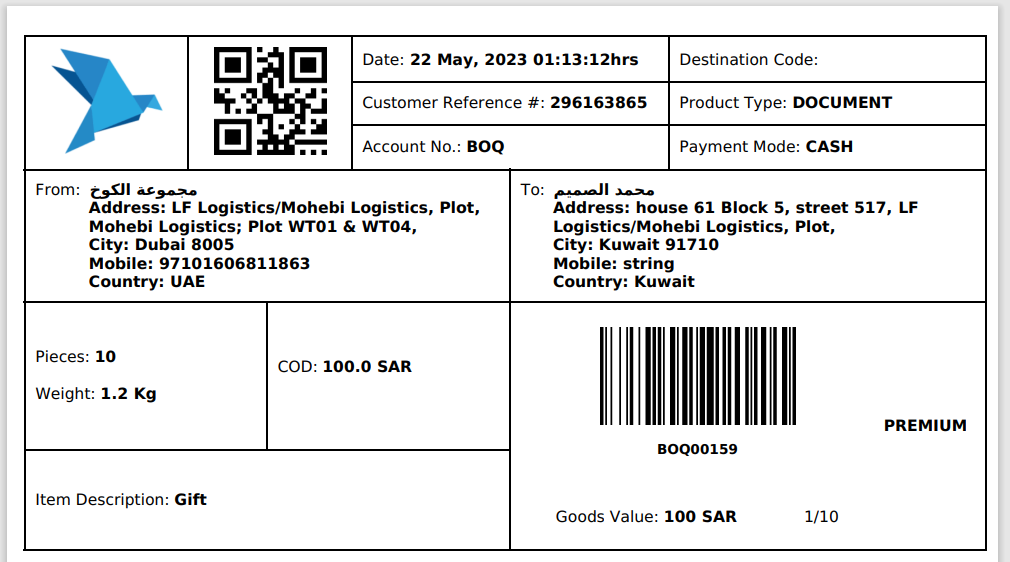 Date: 22 May, 2023 01:13:12hrs
Destination Code:
Customer Reference #: 296163865
Product Type: DOCUMENT
Account No.: BOQ
Payment Mode: CASH
From: مجموعة الكوخ
Address: LF Logistics/Mohebi Logistics, Plot,
Mohebi Logistics; Plot WT01 & WT04,
City: Dubai 8005
Mobile: 97101606811863
Country: UAE
To: محمد الصميم
Address: house 61 Block 5, street 517, LF
Logistics/Mohebi Logistics, Plot,
City: Kuwait 91710
Mobile: string
Country: Kuwait
Pieces: 10
Weight: 1.2 Kg
COD: 100.0 SAR
Item Description: Gift
PREMIUM
BOQ00159
Goods Value: 100 SAR
1/10